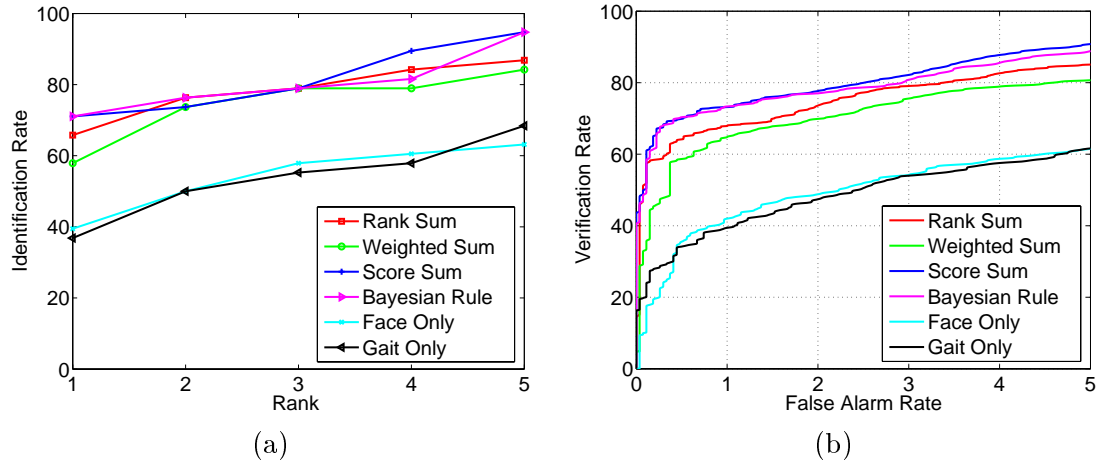 100
80
60
40
20
0
Identification Rate
1 2 3 4 5
Rank
Rank Sum
Weighted Sum
Score Sum
Bayesian Rule
Face Only
Gait Only
(a)
100
80
60
40
20
0
Verification Rate
0 1 2 3 4 5
False Alarm Rate
Rank Sum
Weighted Sum
Score Sum
Bayesian Rule
Face Only
Gait Only
(b)